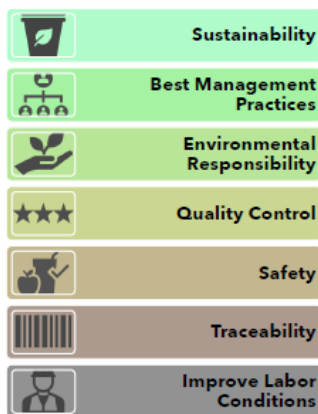 Sustainability
Best Management
Practices
Environmental
Responsibility
Quality Control
Safety
Traceability
Improve Labor
Conditions